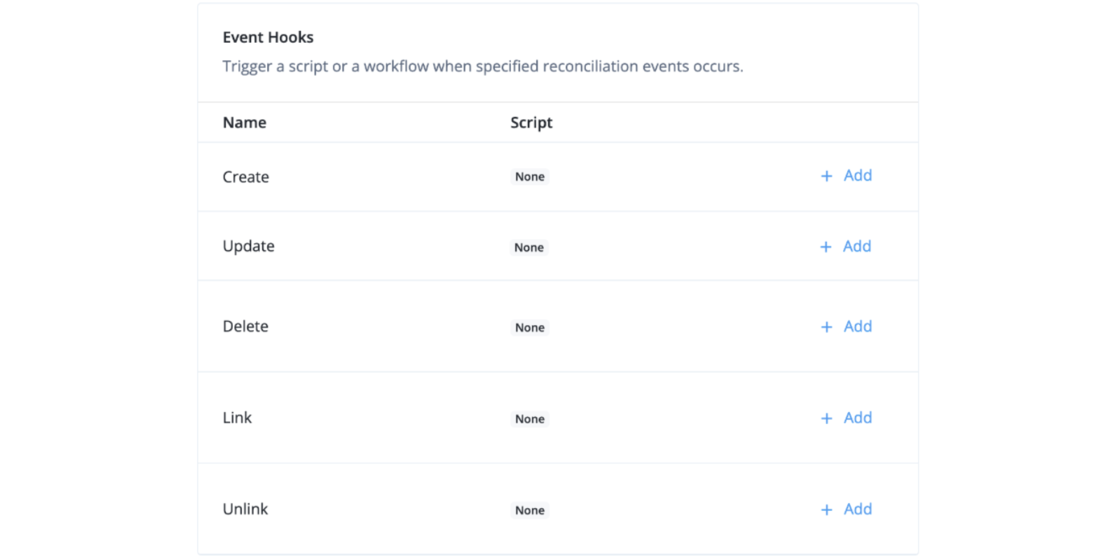 Event Hooks
Trigger a script or a workflow when specified reconciliation events occurs.
Name Script
Create None + Add
Update None + Add
Delete None + Add
Link None + Add
Unlink None + Add